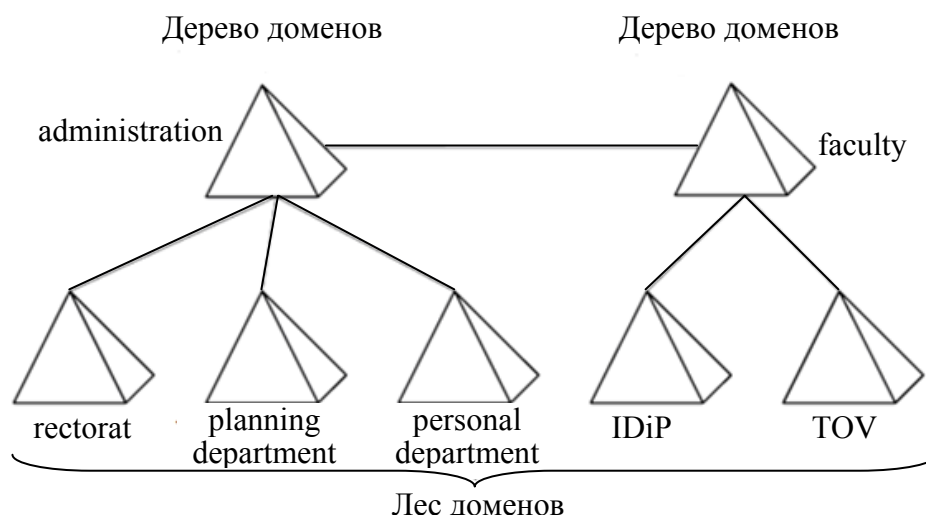 Дерево доменов
Дерево доменов
administration
faculty
rectorat
planning
department
personal
department
IDiP
TOV
Лес доменов